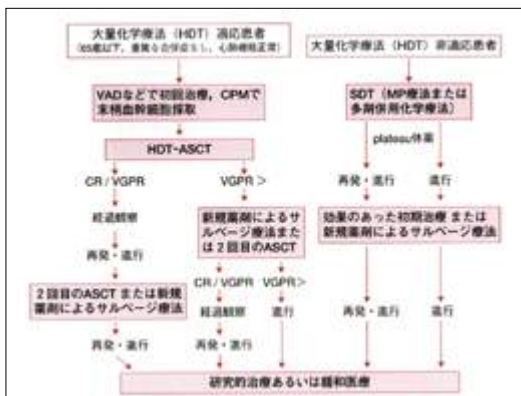 大量化学療法（HDT）適応患者
（65歳以下，重篤な合併症なし，心肺機能正常）
大量化学療法（HDT）非適応患者
VADなどで初回治療，CPMで
末梢血幹細胞採取
SDT（MP療法または
多剤併用化学療法）
HDT-ASCT
plateau休薬
CR / VGPR
VGPR＞
再発・進行
進行
経過観察
新規薬剤によるサ
ルベージ療法また
は2回目のASCT
効果のあった初期治療 または
新規薬剤によるサルベージ療法
再発・進行
2回目のASCT または新規
薬剤によるサルベージ療法
CR / VGPR
VGPR＞
経過観察
進行
再発・進行
進行
再発・進行
再発・進行
研究的治療あるいは緩和医療